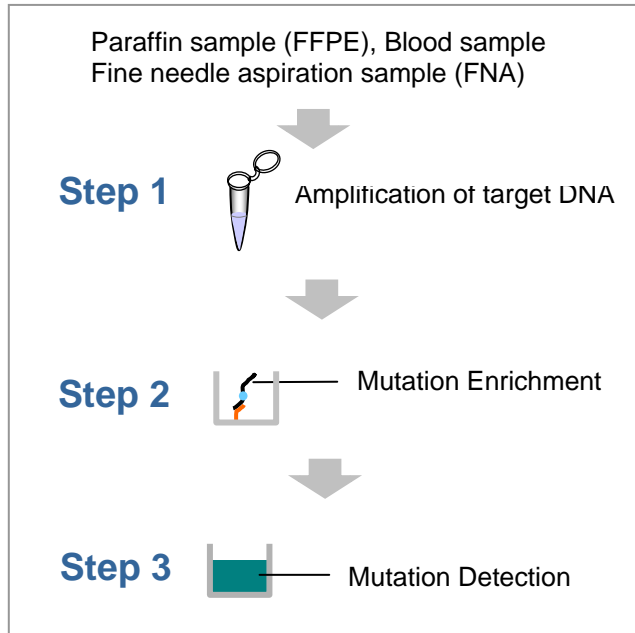 Paraffin sample (FFPE), Blood sample
Fine needle aspiration sample (FNA)
Step 1
Amplification of target DNA
Step 2
Mutation Enrichment
Step 3
Mutation Detection